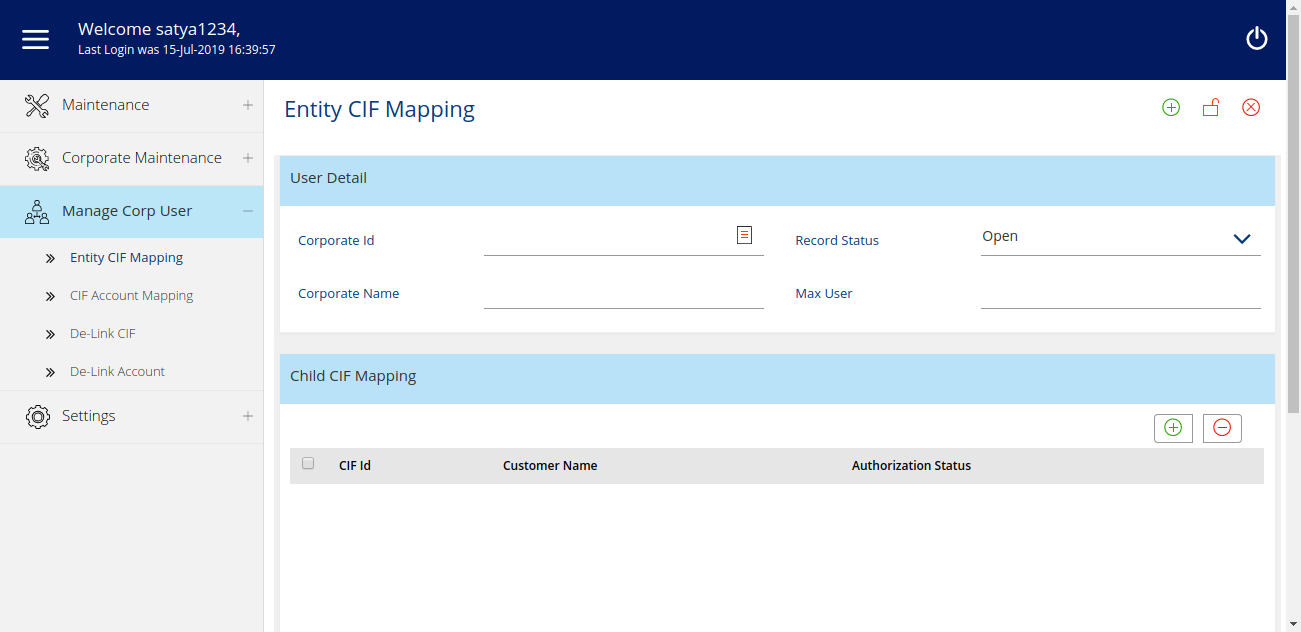 Welcome satya1234,
Last Login was 15-Jul-2019 16:39:57
Maintenance
Corporate Maintenance
Manage Corp User
Entity CIF Mapping
CIF Account Mapping
De-Link CIF
De-Link Account
Settings
Entity CIF Mapping
User Detail
Corporate Id
Record Status Open
Corporate Name
Max User
Child CIF Mapping
CIF Id Customer Name Authorization Status